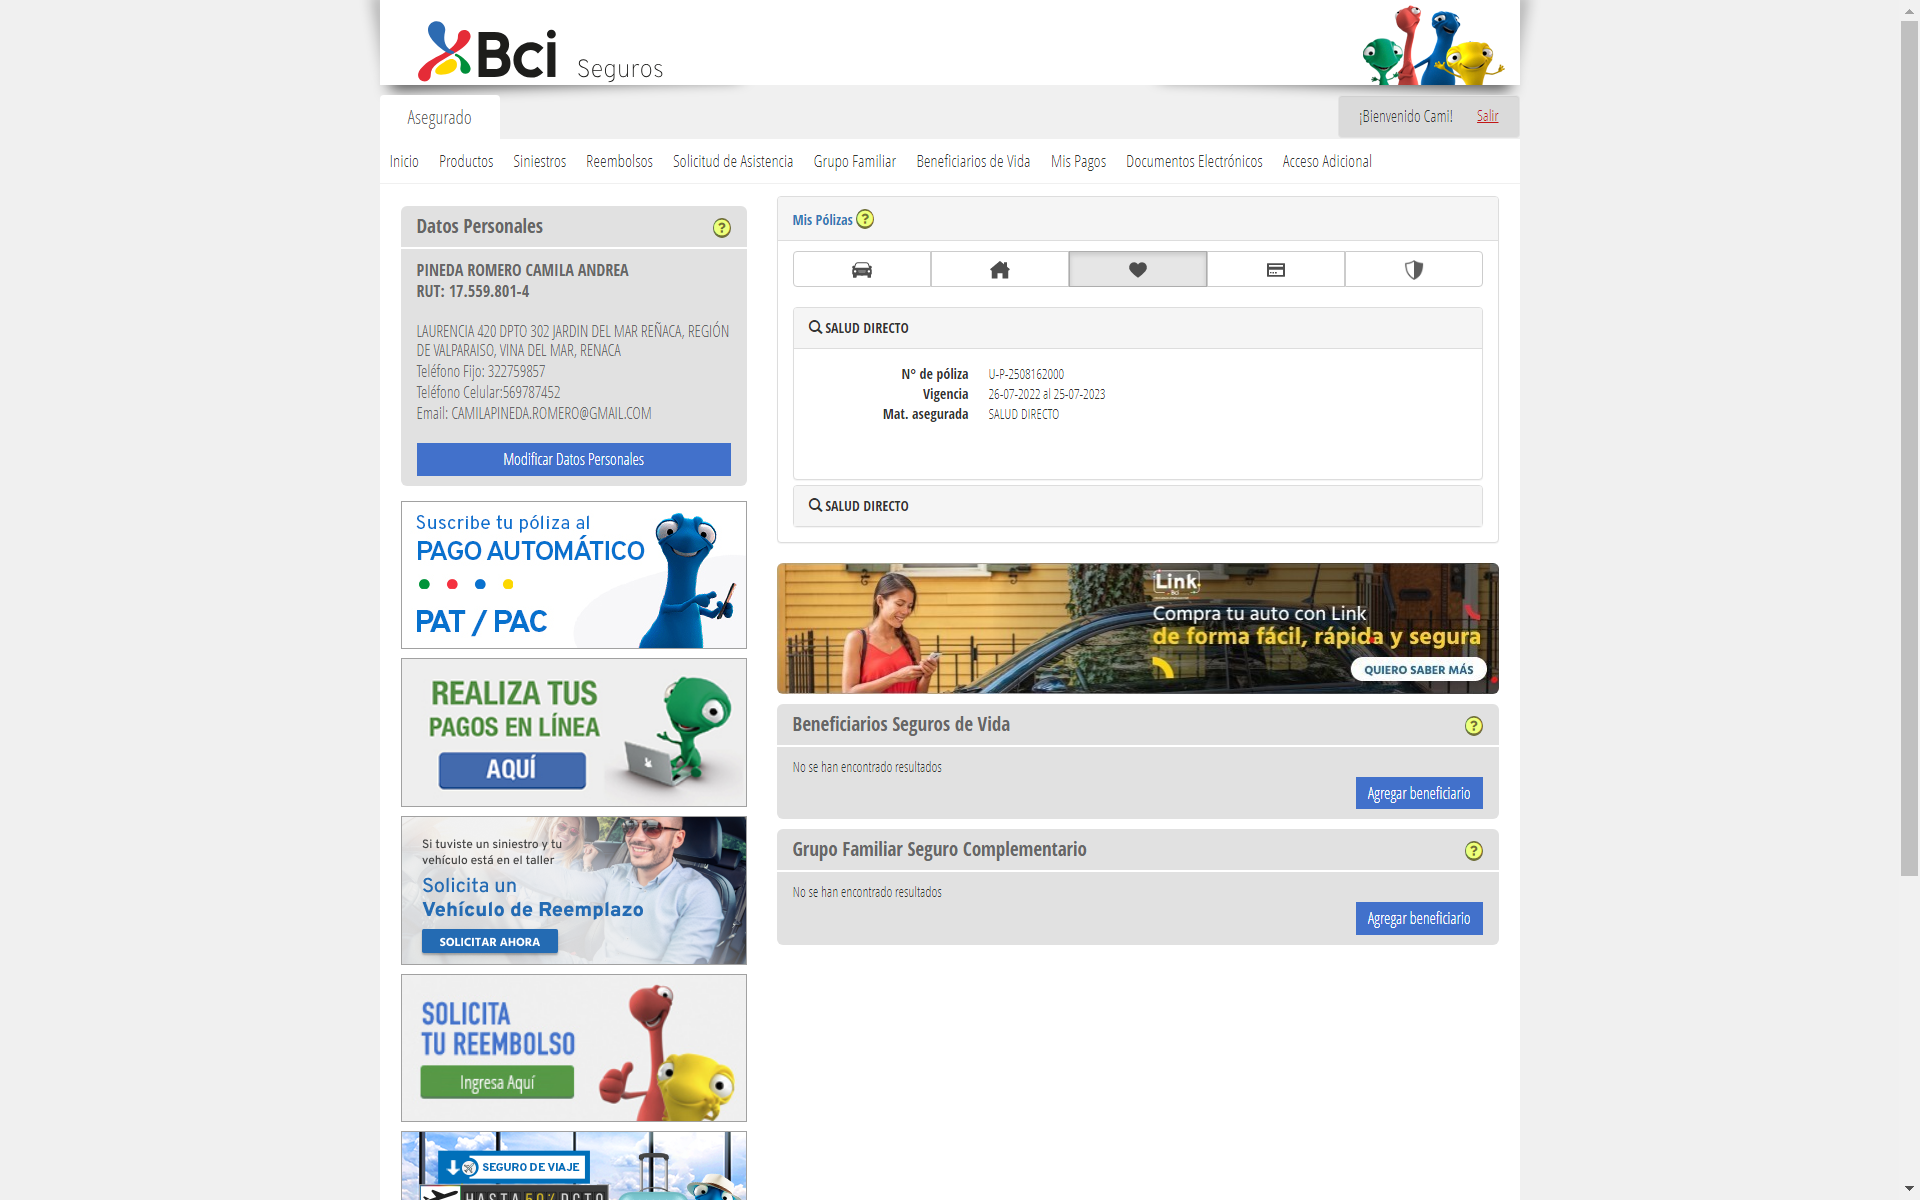 Bci Seguros
Asegurado
¡Bienvenido Cami! Salir
Inicio Productos Siniestros Reembolsos Solicitud de Asistencia Grupo Familiar Beneficiarios de Vida Mis Pagos Documentos Electrónicos Acceso Adicional
Datos Personales ?
PINEDA ROMERO CAMILA ANDREA
RUT: 17.559.801-4
LAURENCIA 420 DPTO 302 JARDIN DEL MAR REÑACA, REGIÓN
DE VALPARAISO, VINA DEL MAR, RENACA
Teléfono Fijo: 322759857
Teléfono Celular:569787452
Email: CAMILAPINEDA.ROMERO@GMAIL.COM
Modificar Datos Personales
Suscribe tu póliza al
PAGO AUTOMÁTICO
PAT / PAC
REALIZA TUS
PAGOS EN LÍNEA
AQUÍ
Si tuviste un siniestro y tu
vehículo está en el taller
Solicita un
Vehículo de Reemplazo
SOLICITAR AHORA
SOLICITA
TU REEMBOLSO
Ingresa Aquí
SEGURO DE VIAJE
HASTA 50% DCTO
Mis Pólizas ?
SALUD DIRECTO
N° de póliza U-P-2508162000
Vigencia 26-07-2022 al 25-07-2023
Mat. asegurada SALUD DIRECTO
SALUD DIRECTO
Link
Bci
Compra tu auto con Link
de forma fácil, rápida y segura
QUIERO SABER MÁS
Beneficiarios Seguros de Vida ?
No se han encontrado resultados
Agregar beneficiario
Grupo Familiar Seguro Complementario ?
No se han encontrado resultados
Agregar beneficiario